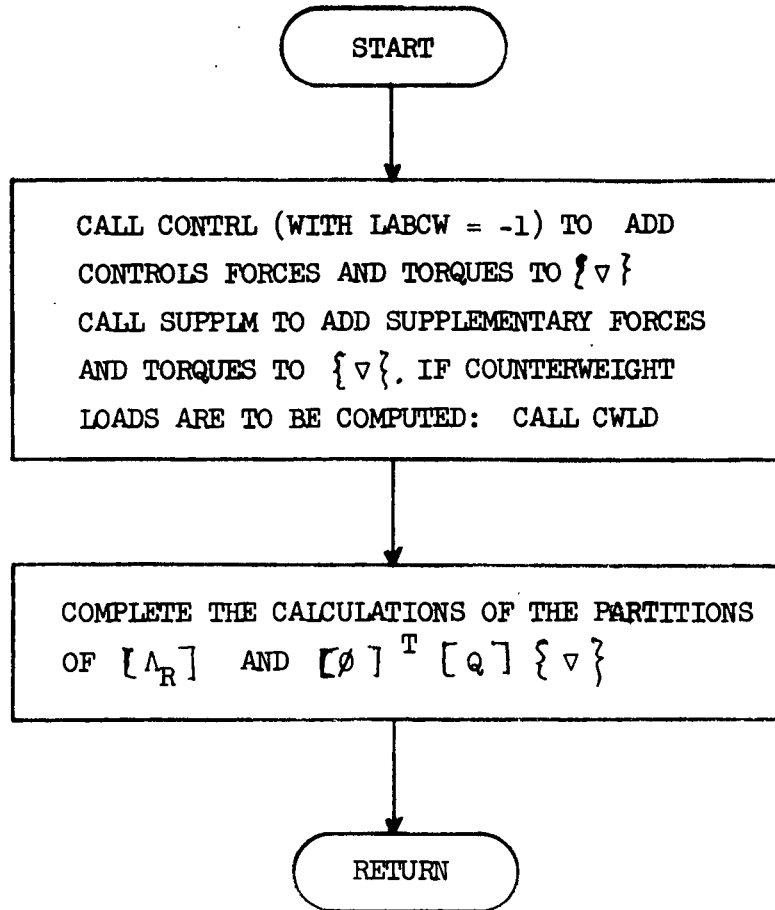 START
CALL CONTRL (WITH LABCW = -1) TO ADD
CONTROLS FORCES AND TORQUES TO {∇}
CALL SUPPLM TO ADD SUPPLEMENTARY FORCES
AND TORQUES TO {∇}. IF COUNTERWEIGHT
LOADS ARE TO BE COMPUTED: CALL CWLD
COMPLETE THE CALCULATIONS OF THE PARTITIONS
OF [Λ_R] AND [ø]^T [Q] {∇}
RETURN